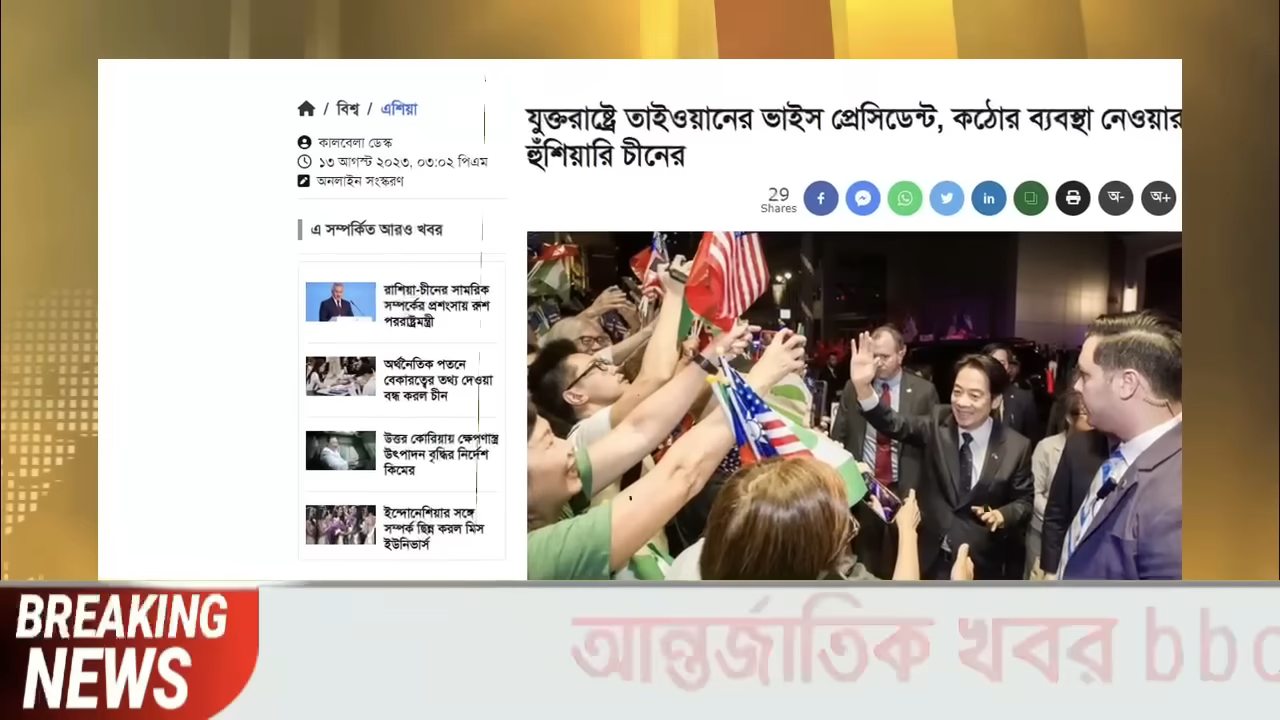 / বিশ্ব / এশিয়া
কালবেলা ডেস্ক
১৩ আগস্ট ২০২৩, ০৩:০২ পিএম
অনলাইন সংস্করণ
এ সম্পর্কিত আরও খবর
রাশিয়া-চীনের সামরিক
সম্পর্কের প্রশংসায় রুশ
পররাষ্ট্রমন্ত্রী
অর্থনৈতিক পতনে
বেকারত্বের তথ্য দেওয়া
বন্ধ করল চীন
উত্তর কোরিয়ায় ক্ষেপণাস্ত্র
উৎপাদন বৃদ্ধির নির্দেশ
কিমের
ইন্দোনেশিয়ার সঙ্গে
সম্পর্ক ছিন্ন করল মিস
ইউনিভার্স
যুক্তরাষ্ট্রে তাইওয়ানের ভাইস প্রেসিডেন্ট, কঠোর ব্যবস্থা নেওয়ার
হুঁশিয়ারি চীনের
29
Shares
অ- অ+
BREAKING
NEWS
আন্তর্জাতিক খবর bbc